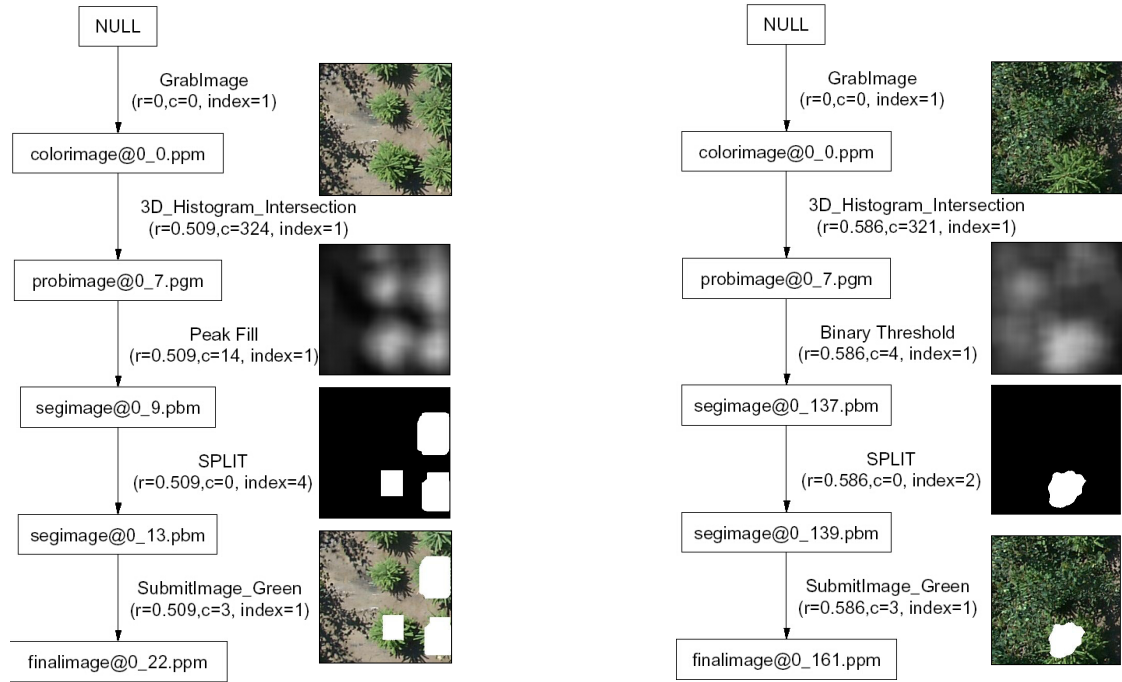 NULL
GrabImage
(r=0,c=0, index=1)
colorimage@0_0.ppm
3D_Histogram_Intersection
(r=0.509,c=324, index=1)
probimage@0_7.pgm
Peak Fill
(r=0.509,c=14, index=1)
segimage@0_9.pbm
SPLIT
(r=0.509,c=0, index=4)
segimage@0_13.pbm
SubmitImage_Green
(r=0.509,c=3, index=1)
finalimage@0_22.ppm
NULL
GrabImage
(r=0,c=0, index=1)
colorimage@0_0.ppm
3D_Histogram_Intersection
(r=0.586,c=321, index=1)
probimage@0_7.pgm
Binary Threshold
(r=0.586,c=4, index=1)
segimage@0_137.pbm
SPLIT
(r=0.586,c=0, index=2)
segimage@0_139.pbm
SubmitImage_Green
(r=0.586,c=3, index=1)
finalimage@0_161.ppm